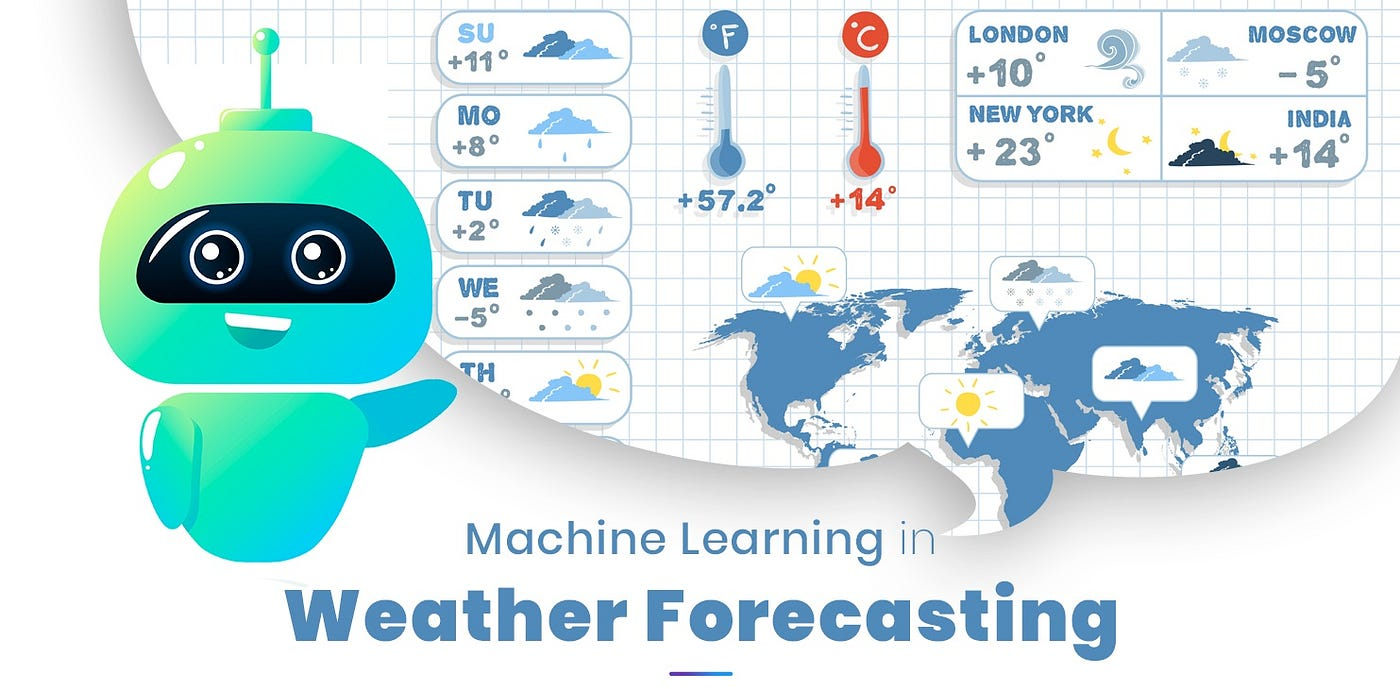 SU
+11°
MO
+8°
TU
+2°
WE
-5°
TH
°F
+57.2°
°C
+14°
LONDON
+10°
MOSCOW
-5°
NEW YORK
+23°
INDIA
+14°
Machine Learning in
Weather Forecasting